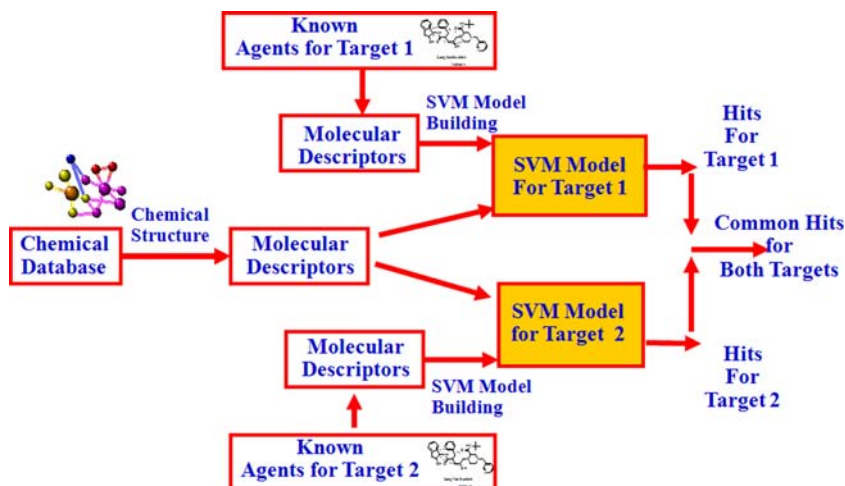 Known
Agents for Target 1
SVM Model
Building
Molecular
Descriptors
SVM Model
For Target 1
Hits
For
Target 1
Chemical
Structure
Chemical
Database
Molecular
Descriptors
Common Hits
for
Both Targets
SVM Model
for Target 2
Molecular
Descriptors
SVM Model
Building
Hits
For
Target 2
Known
Agents for Target 2